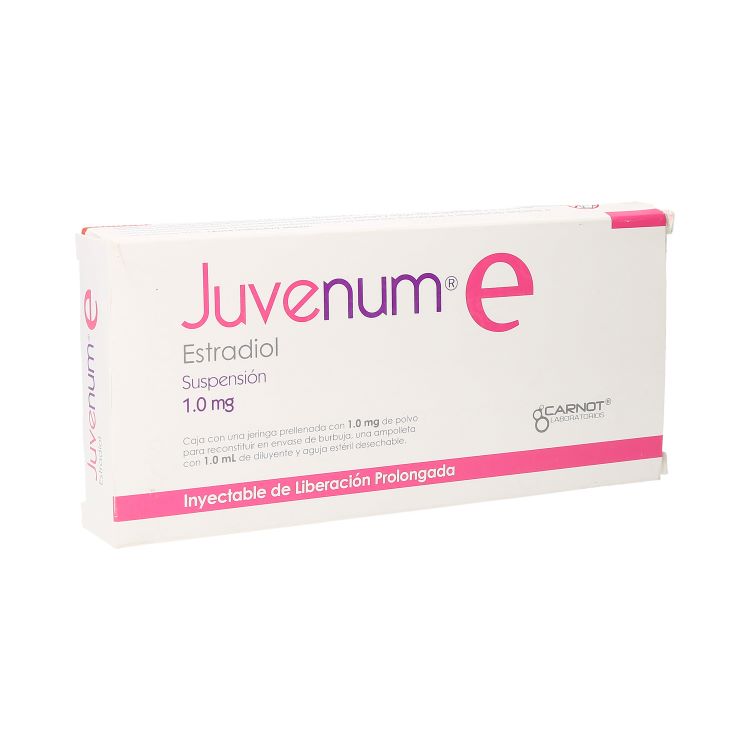 Juvenum® e
Estradiol
Suspensión
1.0 mg
Caja con una jeringa prellenada con 1.0 mg de polvo
para reconstituir en envase de burbuja, una ampolleta
con 1.0 mL de diluyente y aguja estéril desechable.
CARNOT®
LABORATORIOS
Inyectable de Liberación Prolongada
Juvenum® e
Estradiol